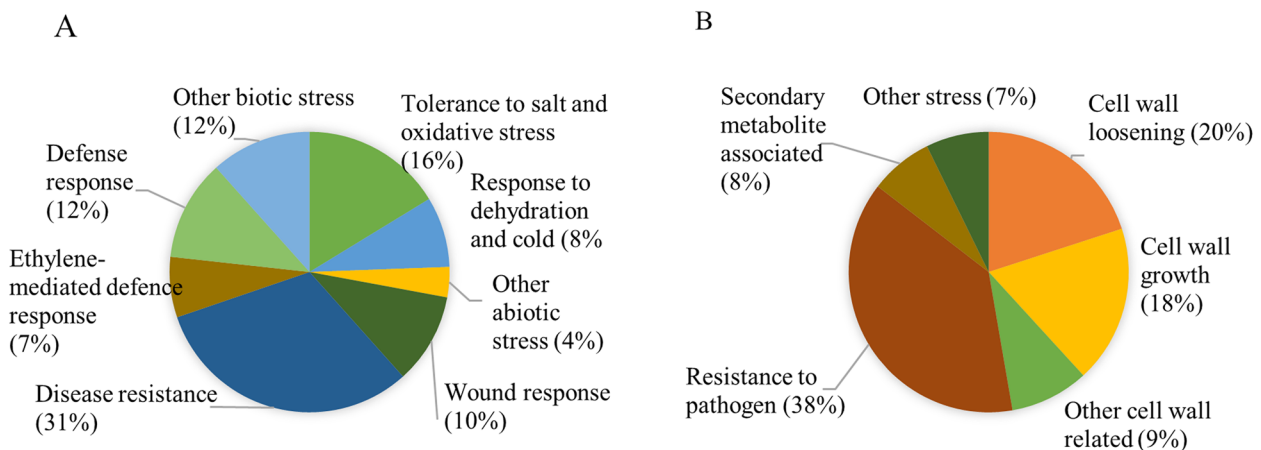 A
Other biotic stress
(12%)
Tolerance to salt and
oxidative stress
(16%)
Response to
dehydration
and cold (8%
Other
abiotic
stress (4%)
Wound response
(10%)
Disease resistance
(31%)
Ethylene-
mediated defence
response
(7%)
Defense
response
(12%)
B
Secondary
metabolite
associated
(8%)
Other stress (7%)
Cell wall
loosening (20%)
Cell wall
growth
(18%)
Other cell wall
related (9%)
Resistance to
pathogen (38%)